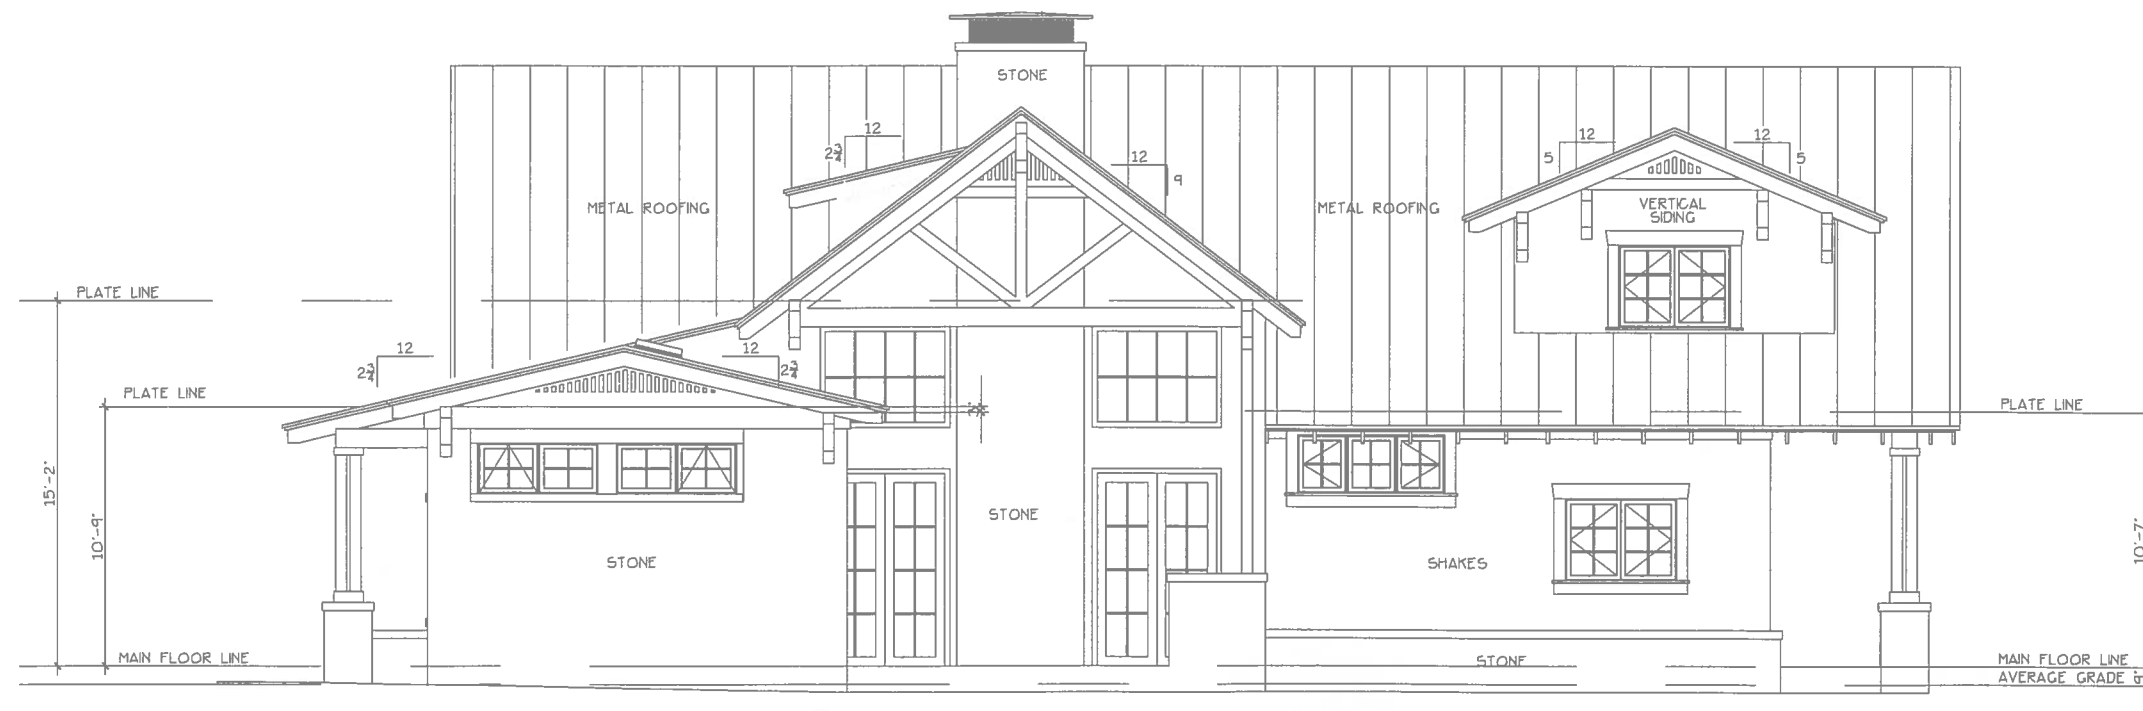 STONE
12
2¾
12
9
12
5
12
5
METAL ROOFING
METAL ROOFING
VERTICAL
SIDING
PLATE LINE
12
2¾
12
2¾
PLATE LINE
PLATE LINE
15'-2"
10'-9"
STONE
STONE
SHAKES
10'-7"
MAIN FLOOR LINE
STONE
MAIN FLOOR LINE
AVERAGE GRADE